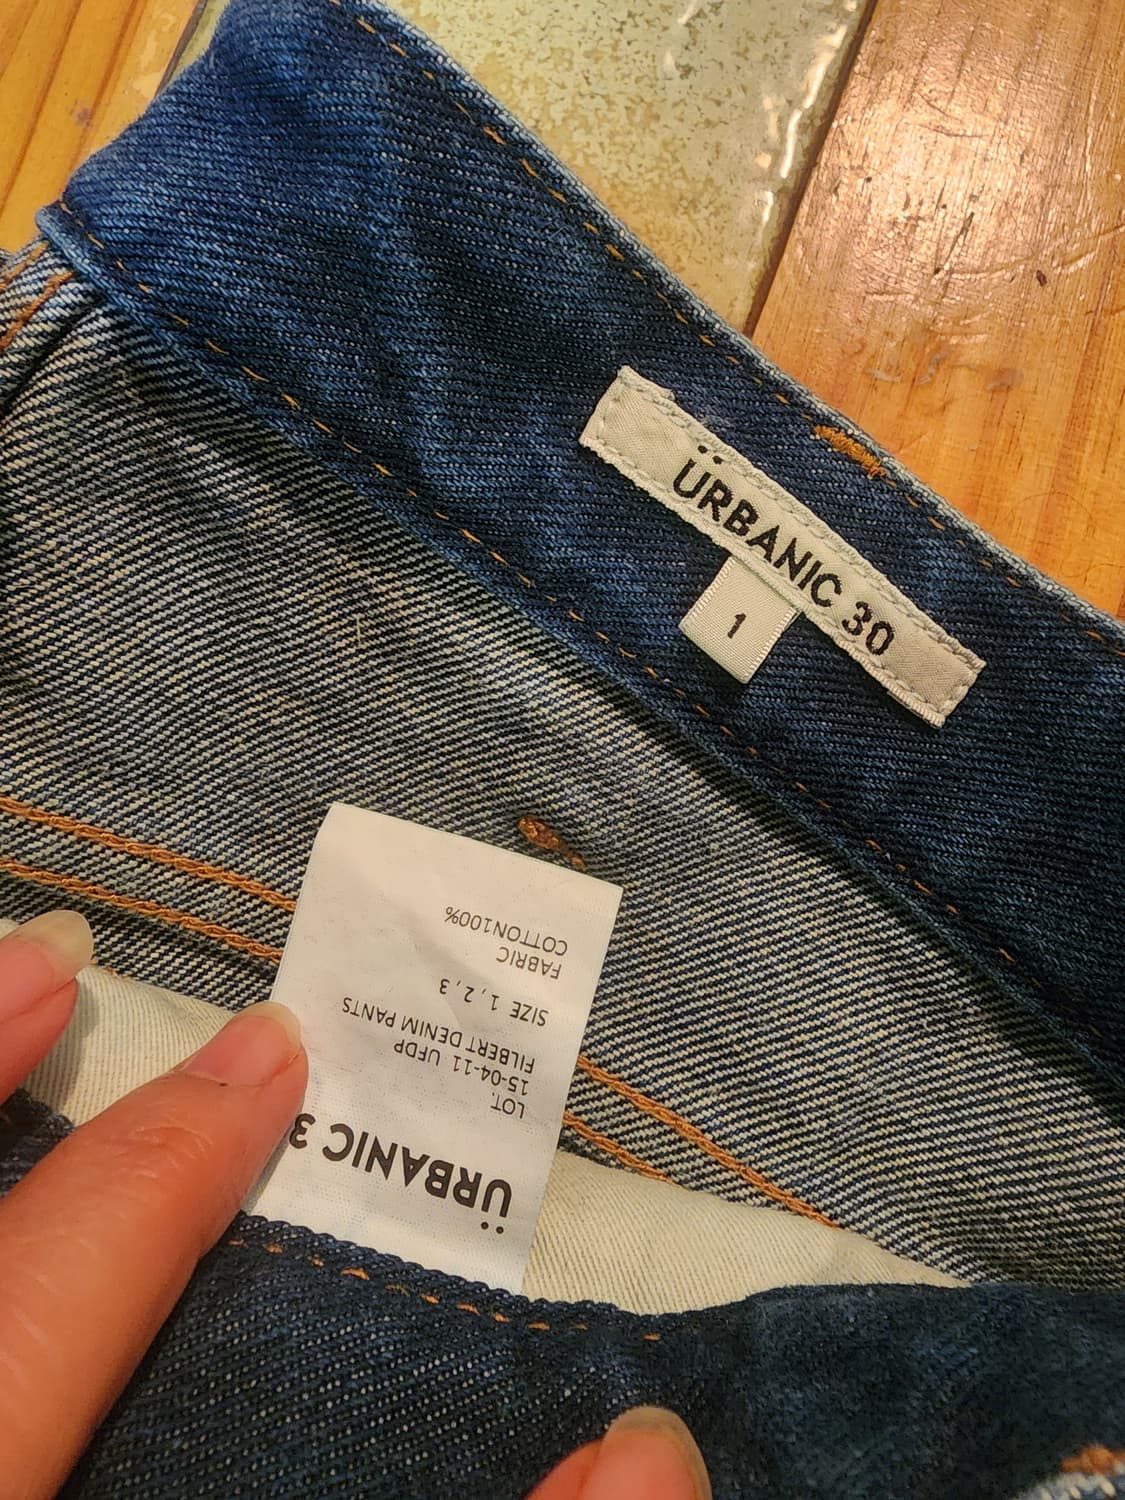 ÜRBANIC 30
1
ÜRBANIC 3
LOT.
15-04-11 UFDP
FILBERT DENIM PANTS
SIZE 1,2,3
FABRIC
COTTON100%